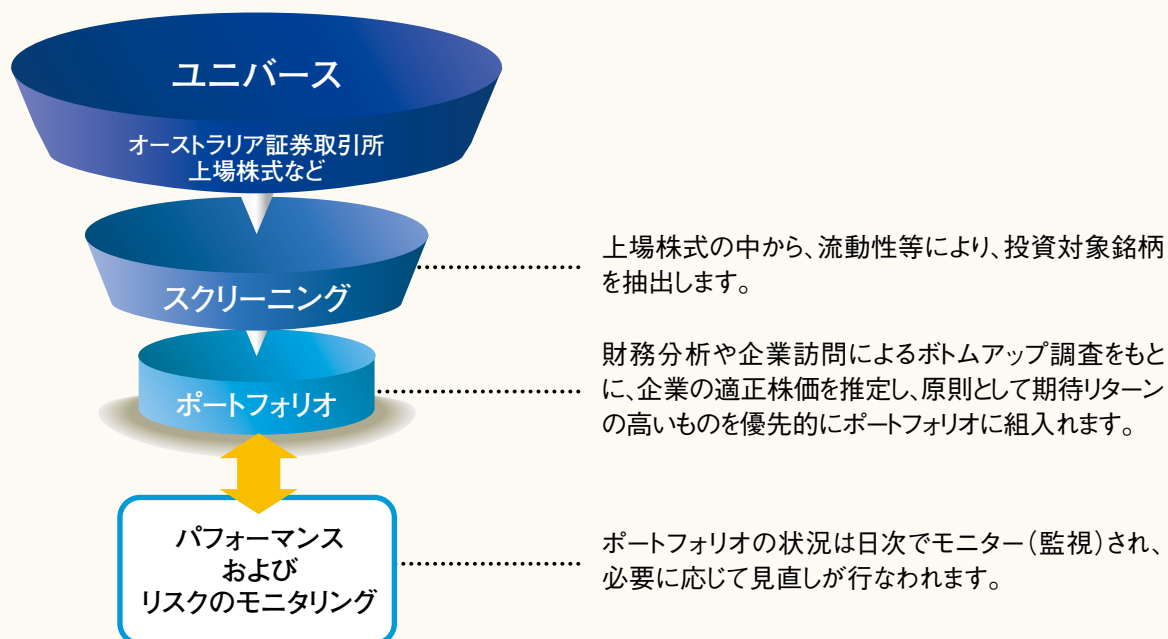 ユニバース
オーストラリア証券取引所
上場株式など
スクリーニング
上場株式の中から、流動性等により、投資対象銘柄
を抽出します。
ポートフォリオ
財務分析や企業訪問によるボトムアップ調査をもと
に、企業の適正株価を推定し、原則として期待リターン
の高いものを優先的にポートフォリオに組入れます。
パフォーマンス
および
リスクのモニタリング
ポートフォリオの状況は日次でモニター（監視）され、
必要に応じて見直しが行なわれます。